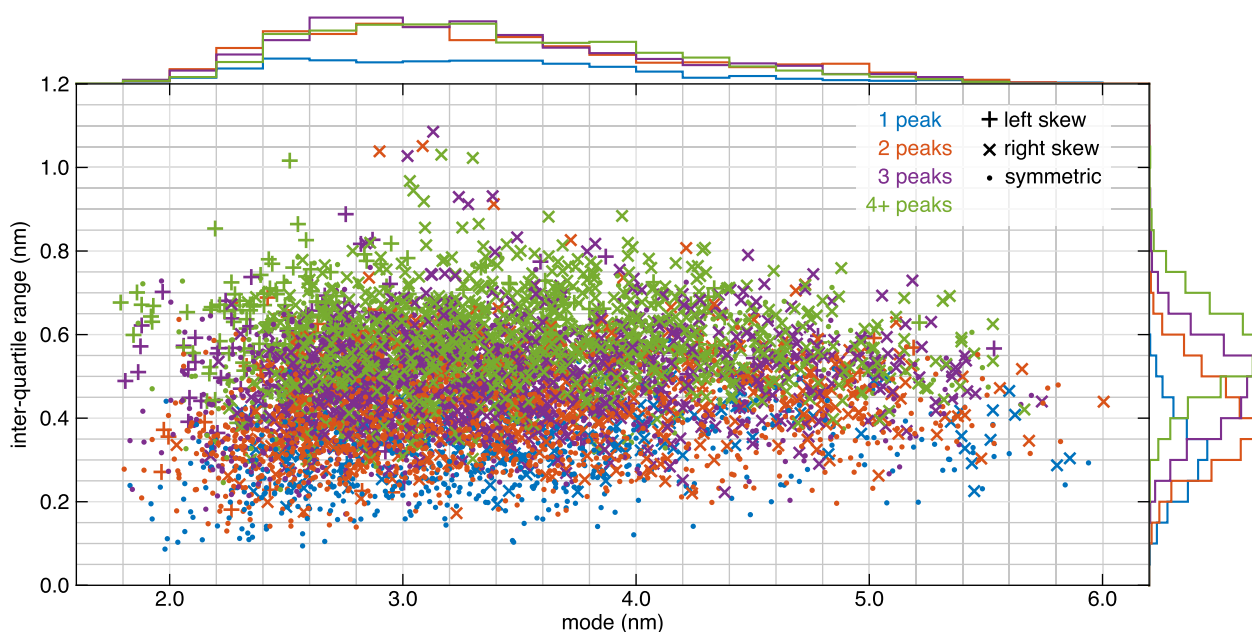 1.2
1.0
0.8
0.6
0.4
0.2
0.0
inter-quartile range (nm)
1 peak
2 peaks
3 peaks
4+ peaks
left skew
right skew
symmetric
2.0 3.0 4.0 5.0 6.0
mode (nm)